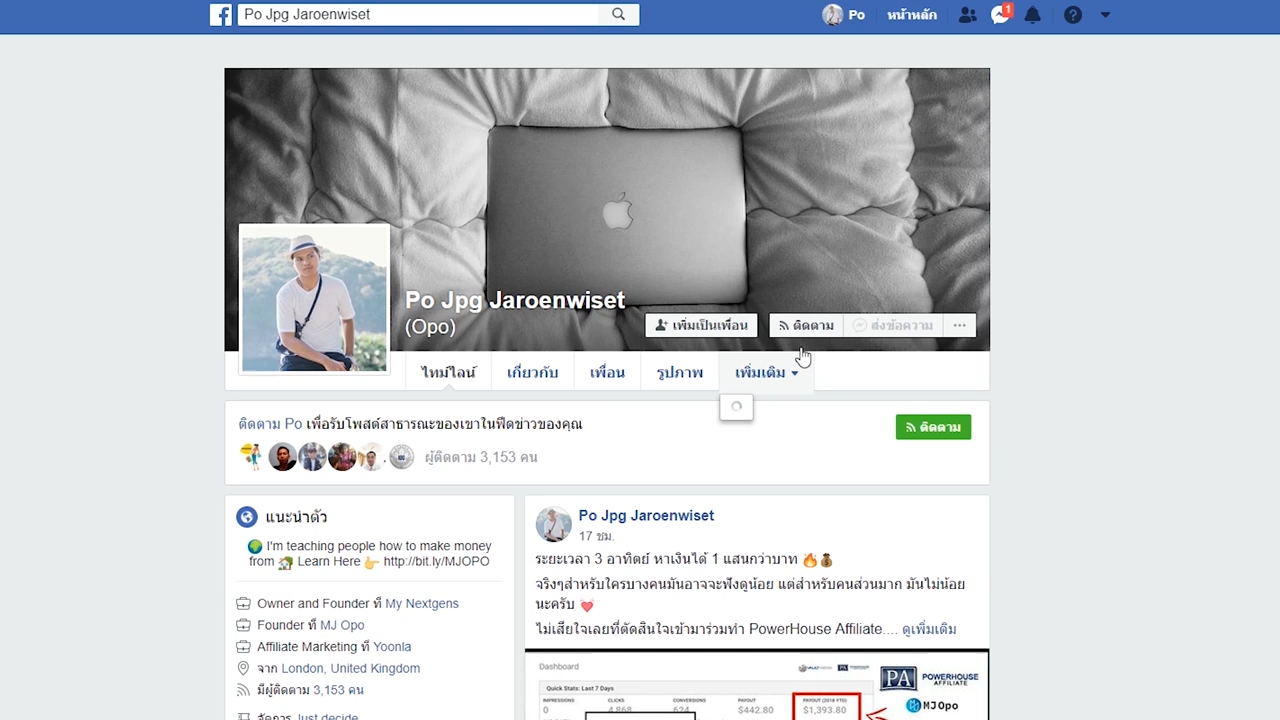 Po Jpg Jaroenwiset
Po
หน้าหลัก
1
Po Jpg Jaroenwiset
(Opo)
เพิ่มเป็นเพื่อน
ติดตาม
ส่งข้อความ
ไทม์ไลน์
เกี่ยวกับ
เพื่อน
รูปภาพ
เพิ่มเติม
ติดตาม Po เพื่อรับโพสต์สาธารณะของเขาในฟีดข่าวของคุณ
ติดตาม
ผู้ติดตาม 3,153 คน
แนะนำตัว
I'm teaching people how to make money
from Learn Here http://bit.ly/MJOPO
Owner and Founder ที่ My Nextgens
Founder ที่ MJ Opo
Affiliate Marketing ที่ Yoonla
จาก London, United Kingdom
มีผู้ติดตาม 3,153 คน
Po Jpg Jaroenwiset
17 ชม.
ระยะเวลา 3 อาทิตย์ หาเงินได้ 1 แสนกว่าบาท
จริงๆสำหรับใครบางคนมันอาจจะฟังดูน้อย แต่สำหรับคนส่วนมาก มันไม่น้อย
นะครับ
ไม่เสียใจเลยที่ตัดสินใจเข้ามาร่วมทำ PowerHouse Affiliate.... ดูเพิ่มเติม
Dashboard
Quick Stats: Last 7 Days
IMPRESSIONS
CLICKS
CONVERSIONS
PAYOUT
PAYOUT (2018 YTD)
0
4,868
624
$442.80
$1,393.80
PA
POWERHOUSE
AFFILIATE
MJ Opo